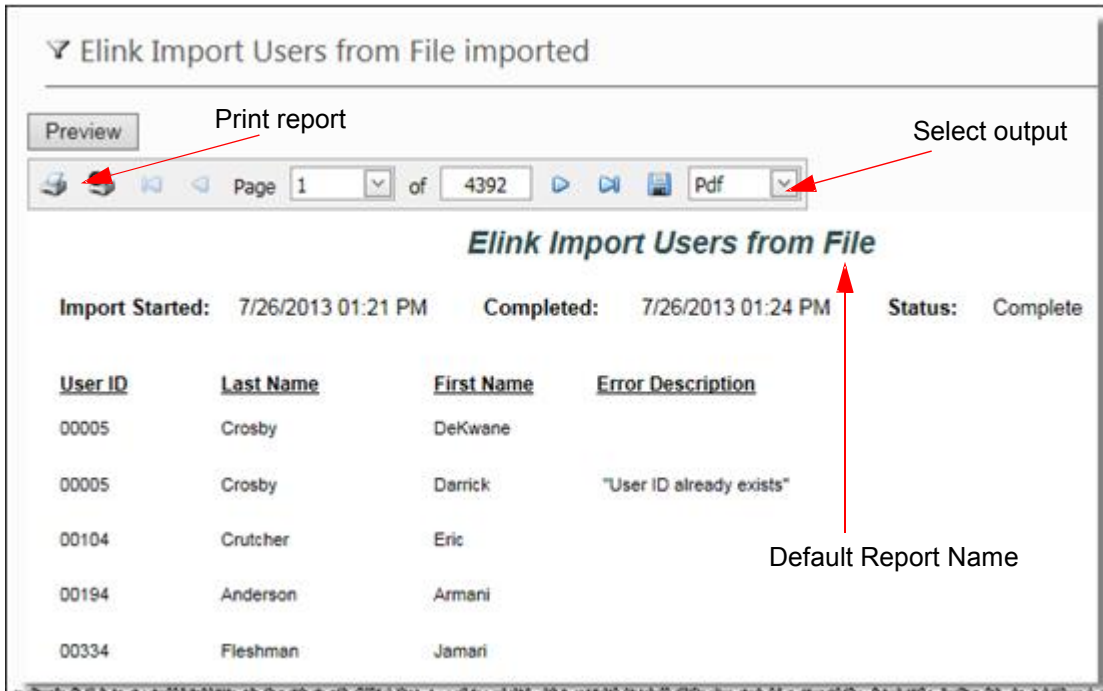 Elink Import Users from File imported
Print report
Select output
Preview
Page 1 of 4392 Pdf
Elink Import Users from File
Import Started: 7/26/2013 01:21 PM Completed: 7/26/2013 01:24 PM Status: Complete
User ID Last Name First Name Error Description
00005 Crosby DeKwane
00005 Crosby Darrick "User ID already exists"
00104 Crutcher Eric
Default Report Name
00194 Anderson Armani
00334 Fleshman Jamari